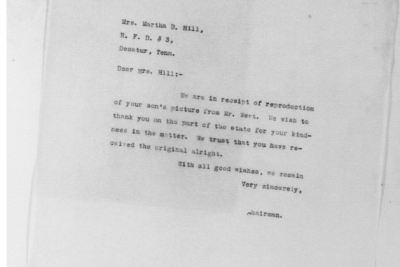 Mrs. Martha B. Hill,
R. F. D. # 3,
Decatur, Tenn.
Dear Mrs. Hill:-
We are in receipt of reproduction
of your son's picture from Mr. West. We wish to
thank you on the part of the state for your kind-
ness in the matter. We trust that you have re-
ceived the original alright.
With all good wishes, we remain
Very sincerely,
Chairman.